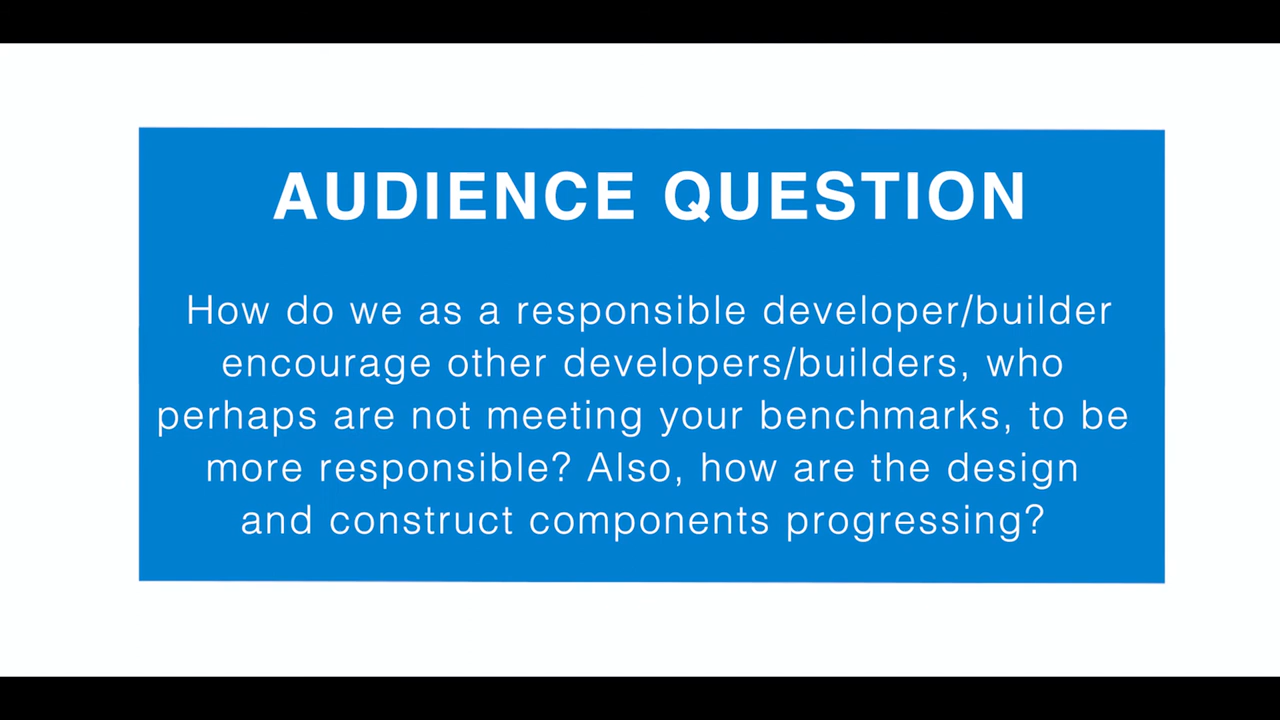 AUDIENCE QUESTION
How do we as a responsible developer/builder
encourage other developers/builders, who
perhaps are not meeting your benchmarks, to be
more responsible? Also, how are the design
and construct components progressing?